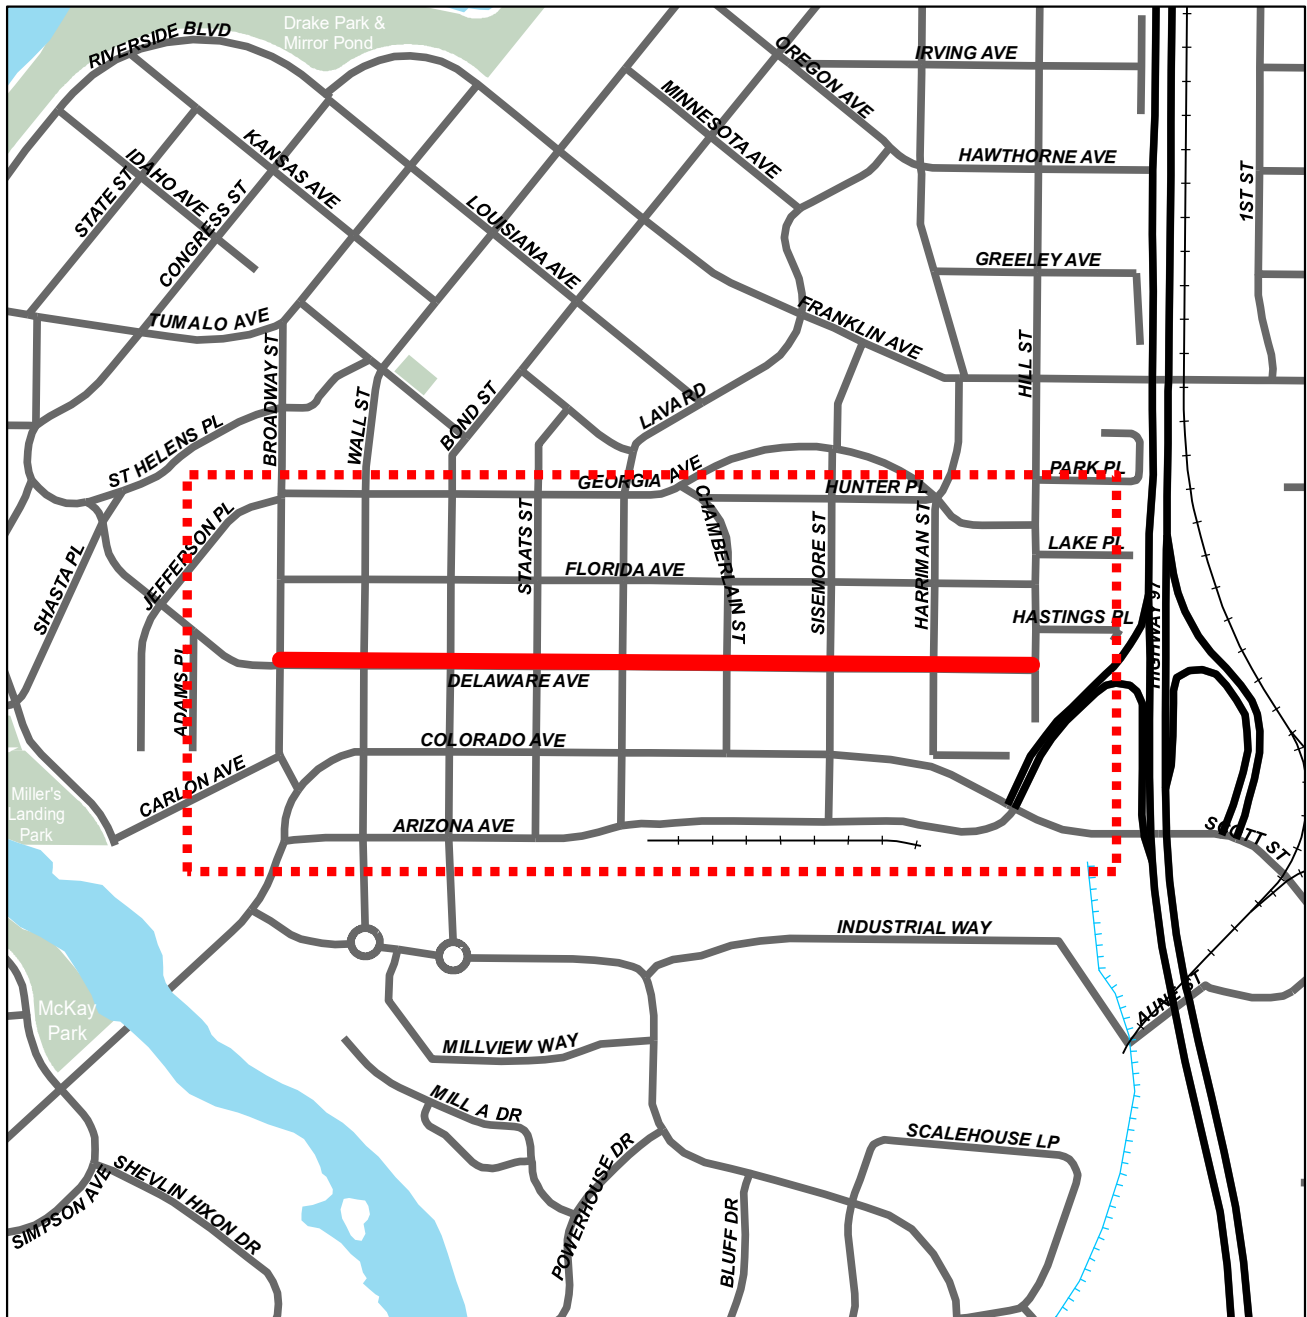 Drake Park &
Mirror Pond
RIVERSIDE BLVD
OREGON AVE
IRVING AVE
MINNESOTA AVE
KANSAS AVE
IDAHO AVE
STATE ST
CONGRESS ST
HAWTHORNE AVE
1ST ST
LOUISIANA AVE
GREELEY AVE
TUMALO AVE
FRANKLIN AVE
BROADWAY ST
WALL ST
BOND ST
HILL ST
LAVA RD
ST HELENS PL
GEORGIA AVE
PARK PL
HUNTER PL
JEFFERSON PL
STAATS ST
CHAMBERLAIN ST
SISEMORE ST
HARRIMAN ST
LAKE PL
SHASTA PL
FLORIDA AVE
HASTINGS PL
HIGHWAY 97
ADAMS PL
DELAWARE AVE
COLORADO AVE
CARLON AVE
Miller's
Landing
Park
ARIZONA AVE
SCOTT ST
INDUSTRIAL WAY
McKay
Park
AUNE ST
MILLVIEW WAY
MILL A DR
SCALEHOUSE LP
POWERHOUSE DR
SHEVLIN HIXON DR
SIMPSON AVE
BLUFF DR